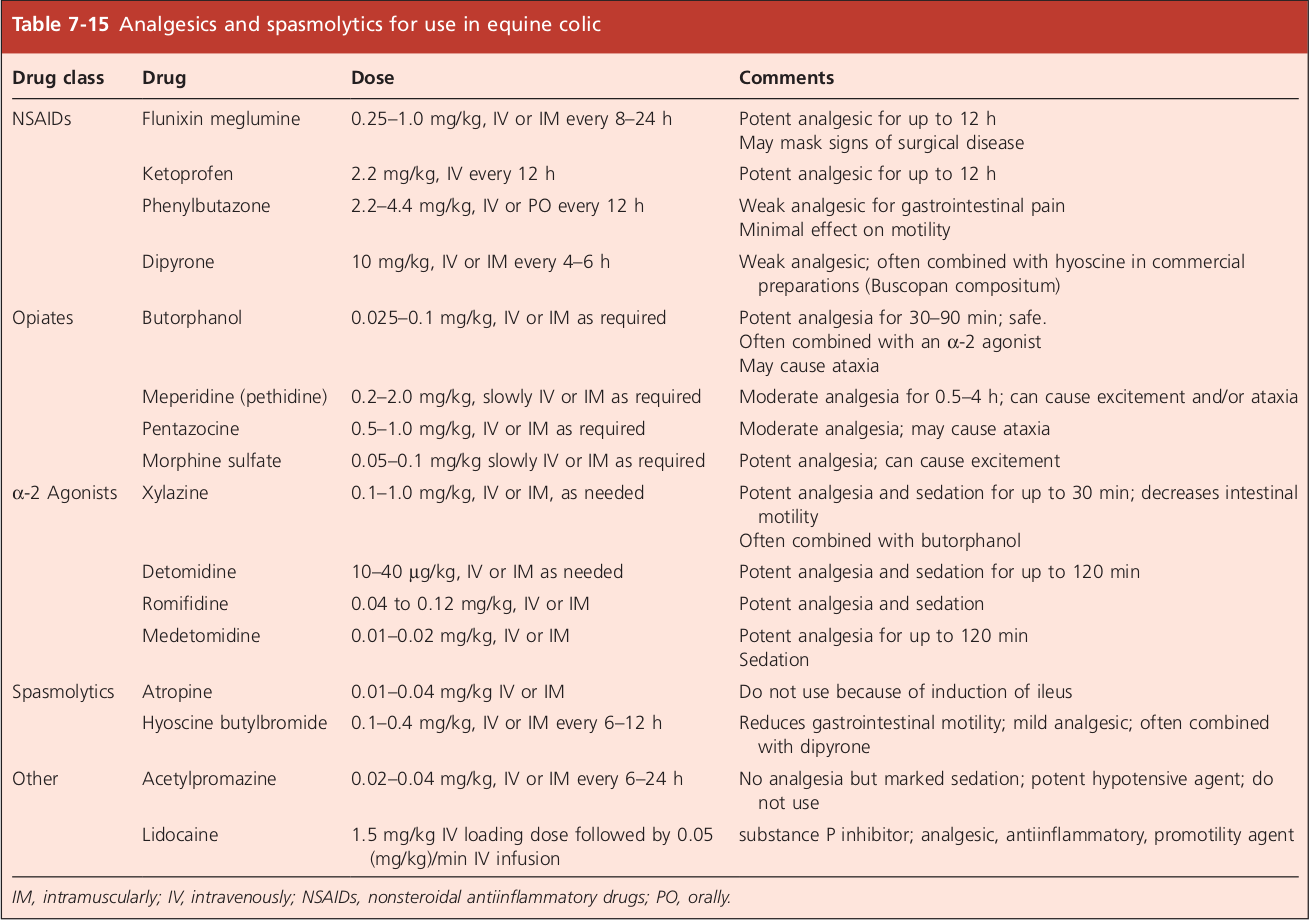 Table 7-15 Analgesics and spasmolytics for use in equine colic
Drug class Drug Dose Comments
NSAIDs Flunixin meglumine 0.25–1.0 mg/kg, IV or IM every 8–24 h Potent analgesic for up to 12 h
May mask signs of surgical disease
Ketoprofen 2.2 mg/kg, IV every 12 h Potent analgesic for up to 12 h
Phenylbutazone 2.2–4.4 mg/kg, IV or PO every 12 h Weak analgesic for gastrointestinal pain
Minimal effect on motility
Dipyrone 10 mg/kg, IV or IM every 4–6 h Weak analgesic; often combined with hyoscine in commercial
preparations (Buscopan compositum)
Opiates Butorphanol 0.025–0.1 mg/kg, IV or IM as required Potent analgesia for 30–90 min; safe.
Often combined with an α-2 agonist
May cause ataxia
Meperidine (pethidine) 0.2–2.0 mg/kg, slowly IV or IM as required Moderate analgesia for 0.5–4 h; can cause excitement and/or ataxia
Pentazocine 0.5–1.0 mg/kg, IV or IM as required Moderate analgesia; may cause ataxia
Morphine sulfate 0.05–0.1 mg/kg slowly IV or IM as required Potent analgesia; can cause excitement
α-2 Agonists Xylazine 0.1–1.0 mg/kg, IV or IM, as needed Potent analgesia and sedation for up to 30 min; decreases intestinal
motility
Often combined with butorphanol
Detomidine 10–40 μg/kg, IV or IM as needed Potent analgesia and sedation for up to 120 min
Romifidine 0.04 to 0.12 mg/kg, IV or IM Potent analgesia and sedation
Medetomidine 0.01–0.02 mg/kg, IV or IM Potent analgesia for up to 120 min
Sedation
Spasmolytics Atropine 0.01–0.04 mg/kg IV or IM Do not use because of induction of ileus
Hyoscine butylbromide 0.1–0.4 mg/kg, IV or IM every 6–12 h Reduces gastrointestinal motility; mild analgesic; often combined
with dipyrone
Other Acetylpromazine 0.02–0.04 mg/kg, IV or IM every 6–24 h No analgesia but marked sedation; potent hypotensive agent; do
not use
Lidocaine 1.5 mg/kg IV loading dose followed by 0.05 substance P inhibitor; analgesic, antiinflammatory, promotility agent
(mg/kg)/min IV infusion
IM, intramuscularly; IV, intravenously; NSAIDs, nonsteroidal antiinflammatory drugs; PO, orally.